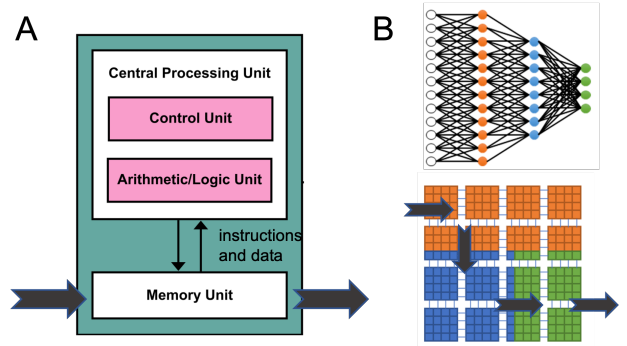 A
B
Central Processing Unit
Control Unit
Arithmetic/Logic Unit
instructions
and data
Memory Unit